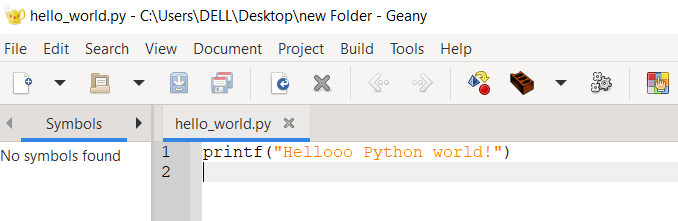 hello_world.py - C:\Users\DELL\Desktop\new Folder - Geany
File Edit Search View Document Project Build Tools Help
Symbols hello_world.py
No symbols found
1 printf("Hellooo Python world!")
2